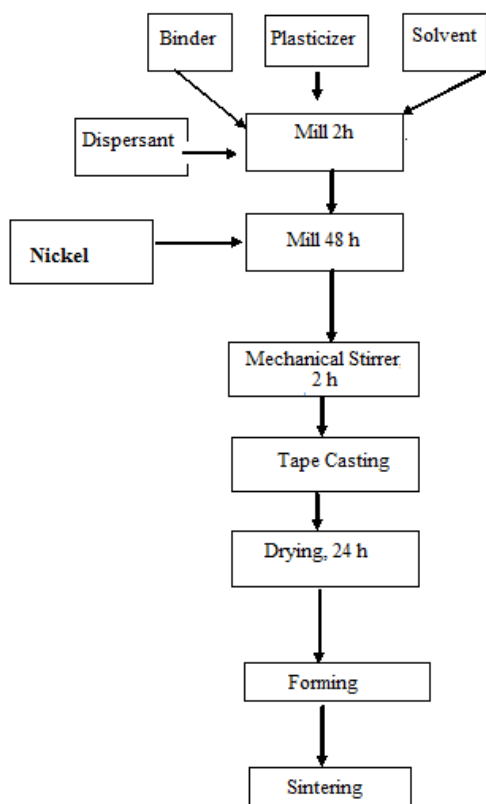 Binder
Plasticizer
Solvent
Mill 2h
Dispersant
Mill 48 h
Nickel
Mechanical Stirrer
2 h
Tape Casting
Drying, 24 h
Forming
Sintering